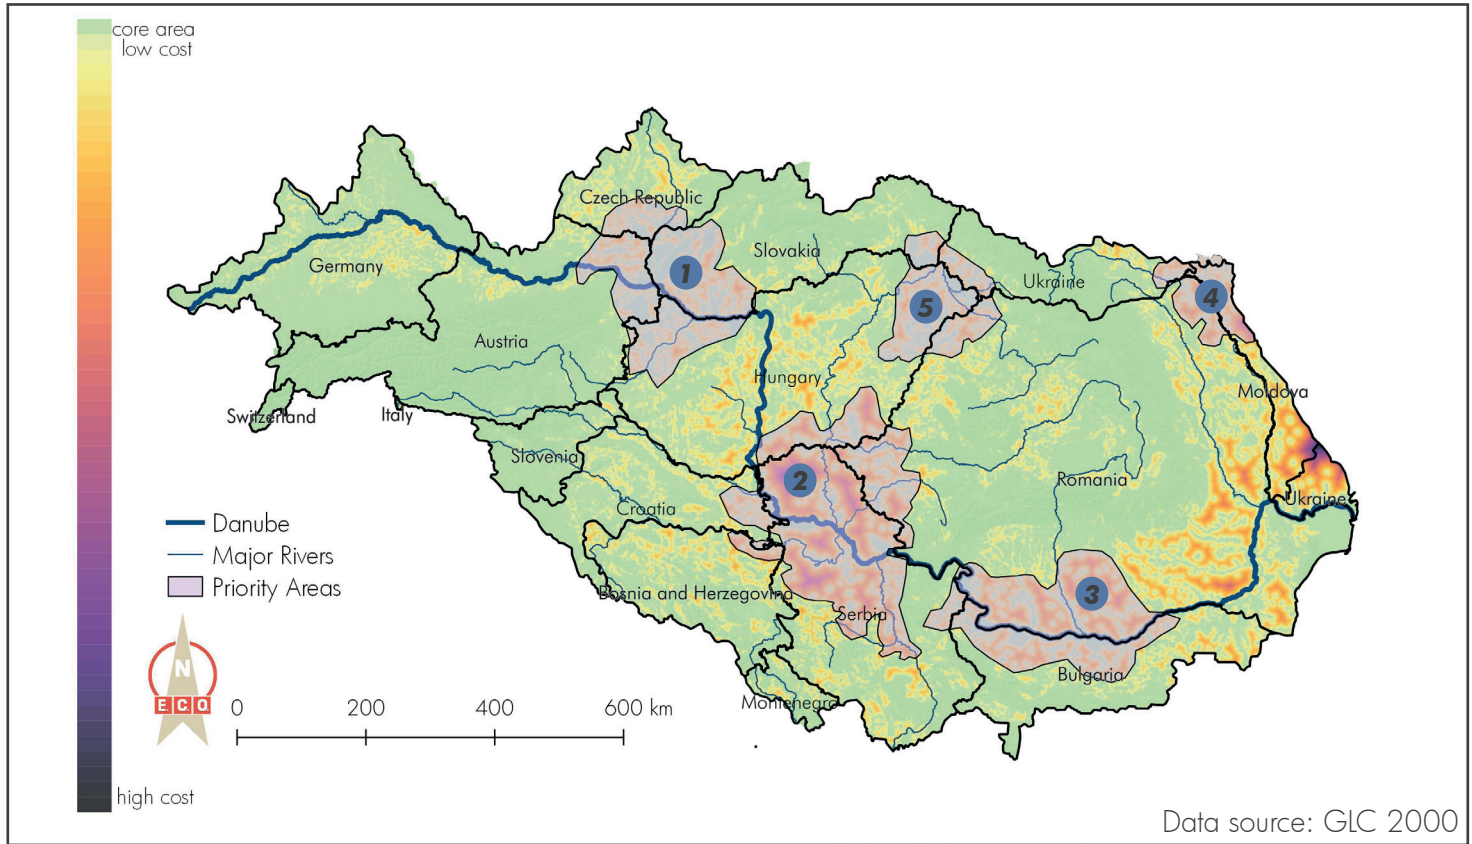 core area
low cost
high cost
Czech Republic
Slovakia
Germany
Ukraine
Austria
Hungary
Moldova
Switzerland
Italy
Slovenia
Romania
Ukraine
Croatia
Bosnia and Herzegovina
Serbia
Bulgaria
Montenegro
1
5
4
2
3
Danube
Major Rivers
Priority Areas
N
E.C.O
0 200 400 600 km
Data source: GLC 2000